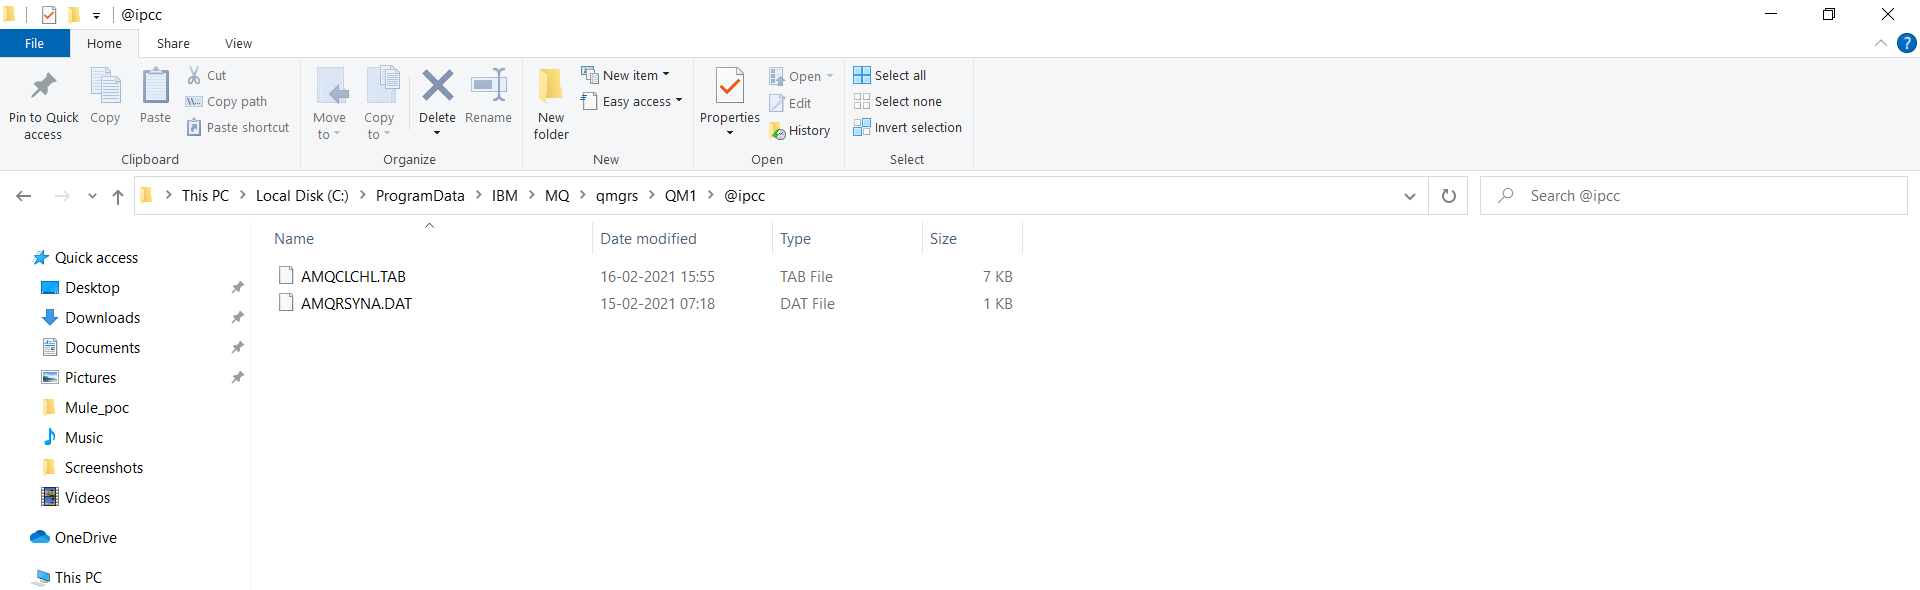 @ipcc
File Home Share View
?
Pin to Quick access
Copy
Paste
Cut
Copy path
Paste shortcut
Clipboard
Move to
Copy to
Delete
Rename
Organize
New folder
New item
Easy access
New
Properties
Open
Edit
History
Open
Select all
Select none
Invert selection
Select
This PC > Local Disk (C:) > ProgramData > IBM > MQ > qmgrs > QM1 > @ipcc
Search @ipcc
Name Date modified Type Size
AMQCLCHL.TAB 16-02-2021 15:55 TAB File 7 KB
AMQRSYNA.DAT 15-02-2021 07:18 DAT File 1 KB
Quick access
Desktop
Downloads
Documents
Pictures
Mule_poc
Music
Screenshots
Videos
OneDrive
This PC